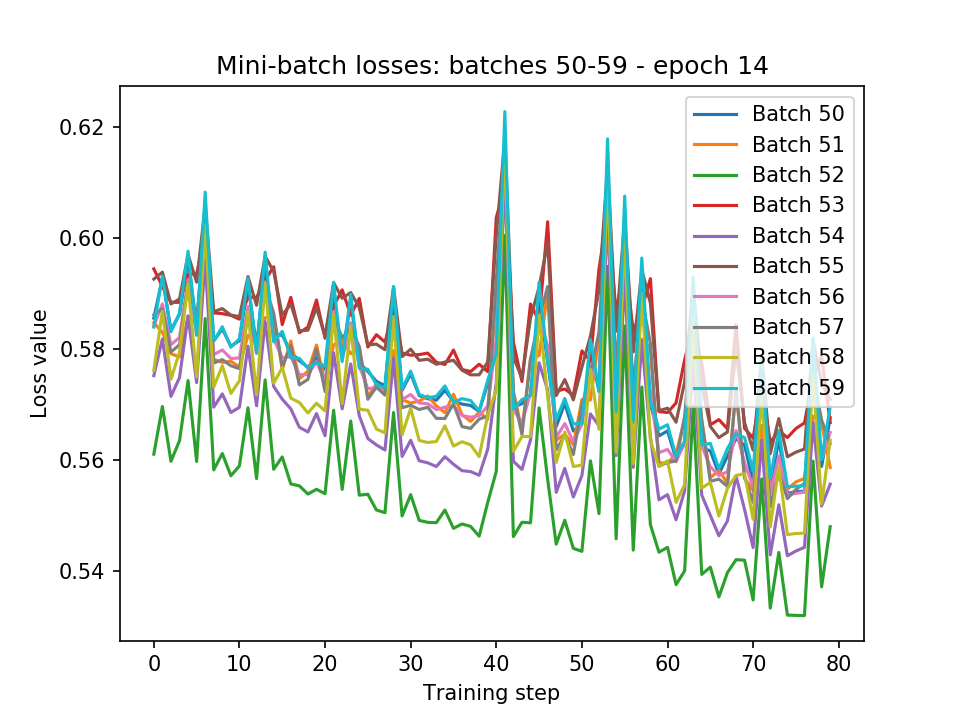 Mini-batch losses: batches 50-59 - epoch 14
Loss value
0.62
0.60
0.58
0.56
0.54
0
10
20
30
40
50
60
70
80
Training step
Batch 50
Batch 51
Batch 52
Batch 53
Batch 54
Batch 55
Batch 56
Batch 57
Batch 58
Batch 59